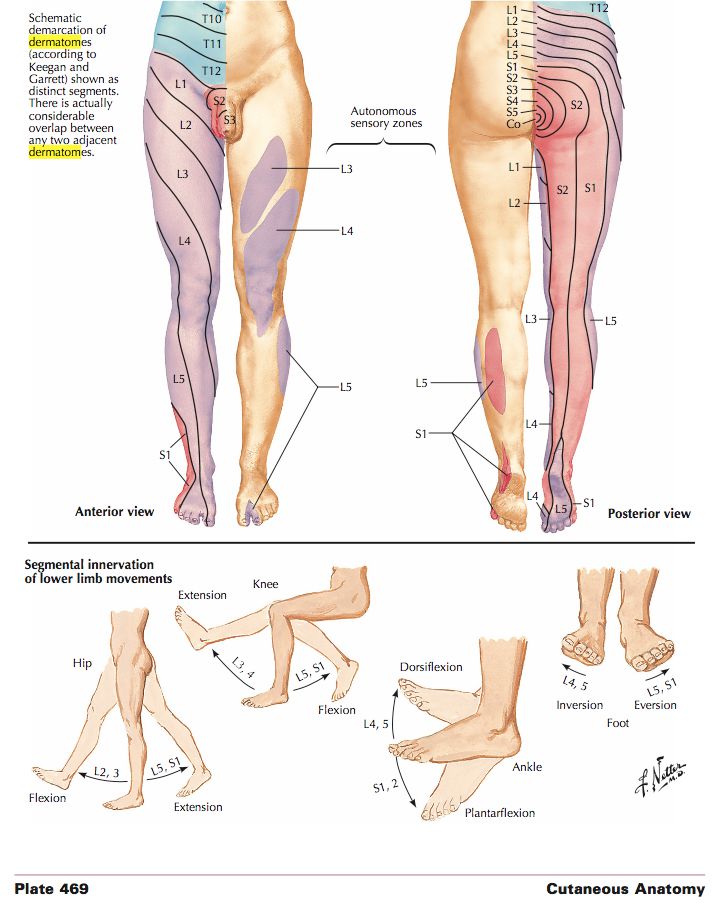 Schematic
demarcation of
dermatomes
(according to
Keegan and
Garrett) shown as
distinct segments.
There is actually
considerable
overlap between
any two adjacent
dermatomes.
T10
T11
T12
L1
S2
S3
L2
L3
L4
L5
S1
Anterior view
Autonomous
sensory zones
L3
L4
L5
L1
L2
L3
L4
L5
S1
S2
S3
S4
S5
Co
T12
S2
L1
L2
S2
S1
L3
L5
L5
S1
L4
L4
L5
S1
Posterior view
Segmental innervation
of lower limb movements
Hip
L2, 3
L5, S1
Flexion
Extension
Knee
Extension
L3, 4
L5, S1
Flexion
Dorsiflexion
L4, 5
S1, 2
Ankle
Plantarflexion
L4, 5
L5, S1
Inversion
Eversion
Foot
F. Netter
M.D.
Plate 469
Cutaneous Anatomy